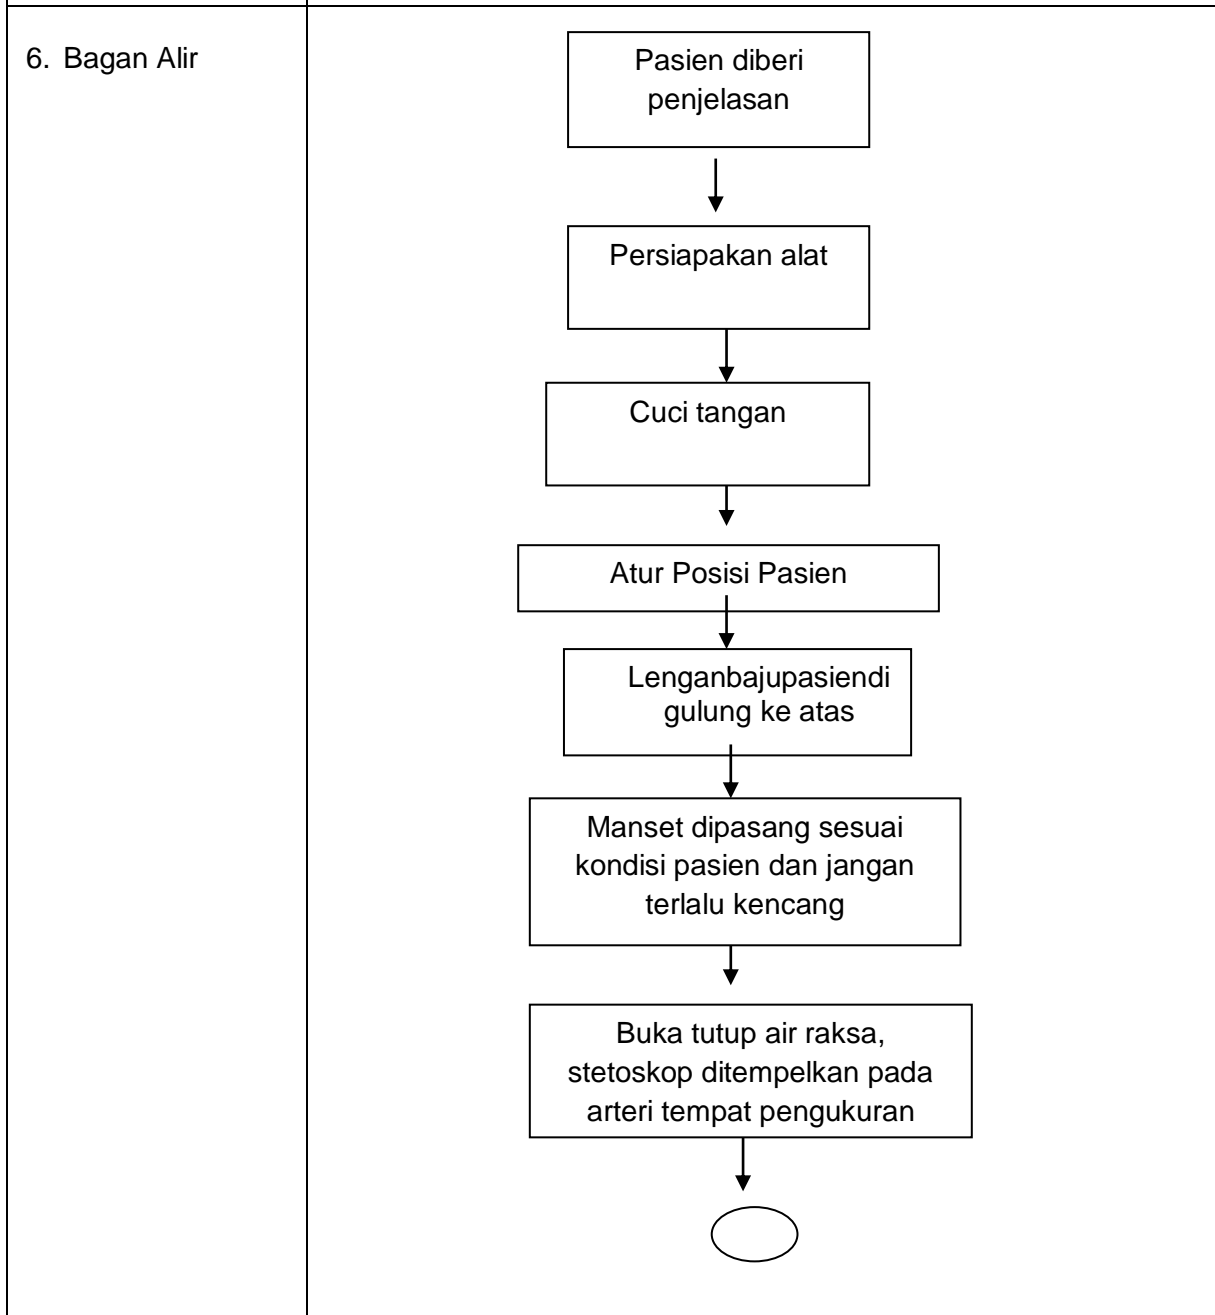 6. Bagan Alir
Pasien diberi
penjelasan
Persiapakan alat
Cuci tangan
Atur Posisi Pasien
Lenganbajupasiendi
gulung ke atas
Manset dipasang sesuai
kondisi pasien dan jangan
terlalu kencang
Buka tutup air raksa,
stetoskop ditempelkan pada
arteri tempat pengukuran